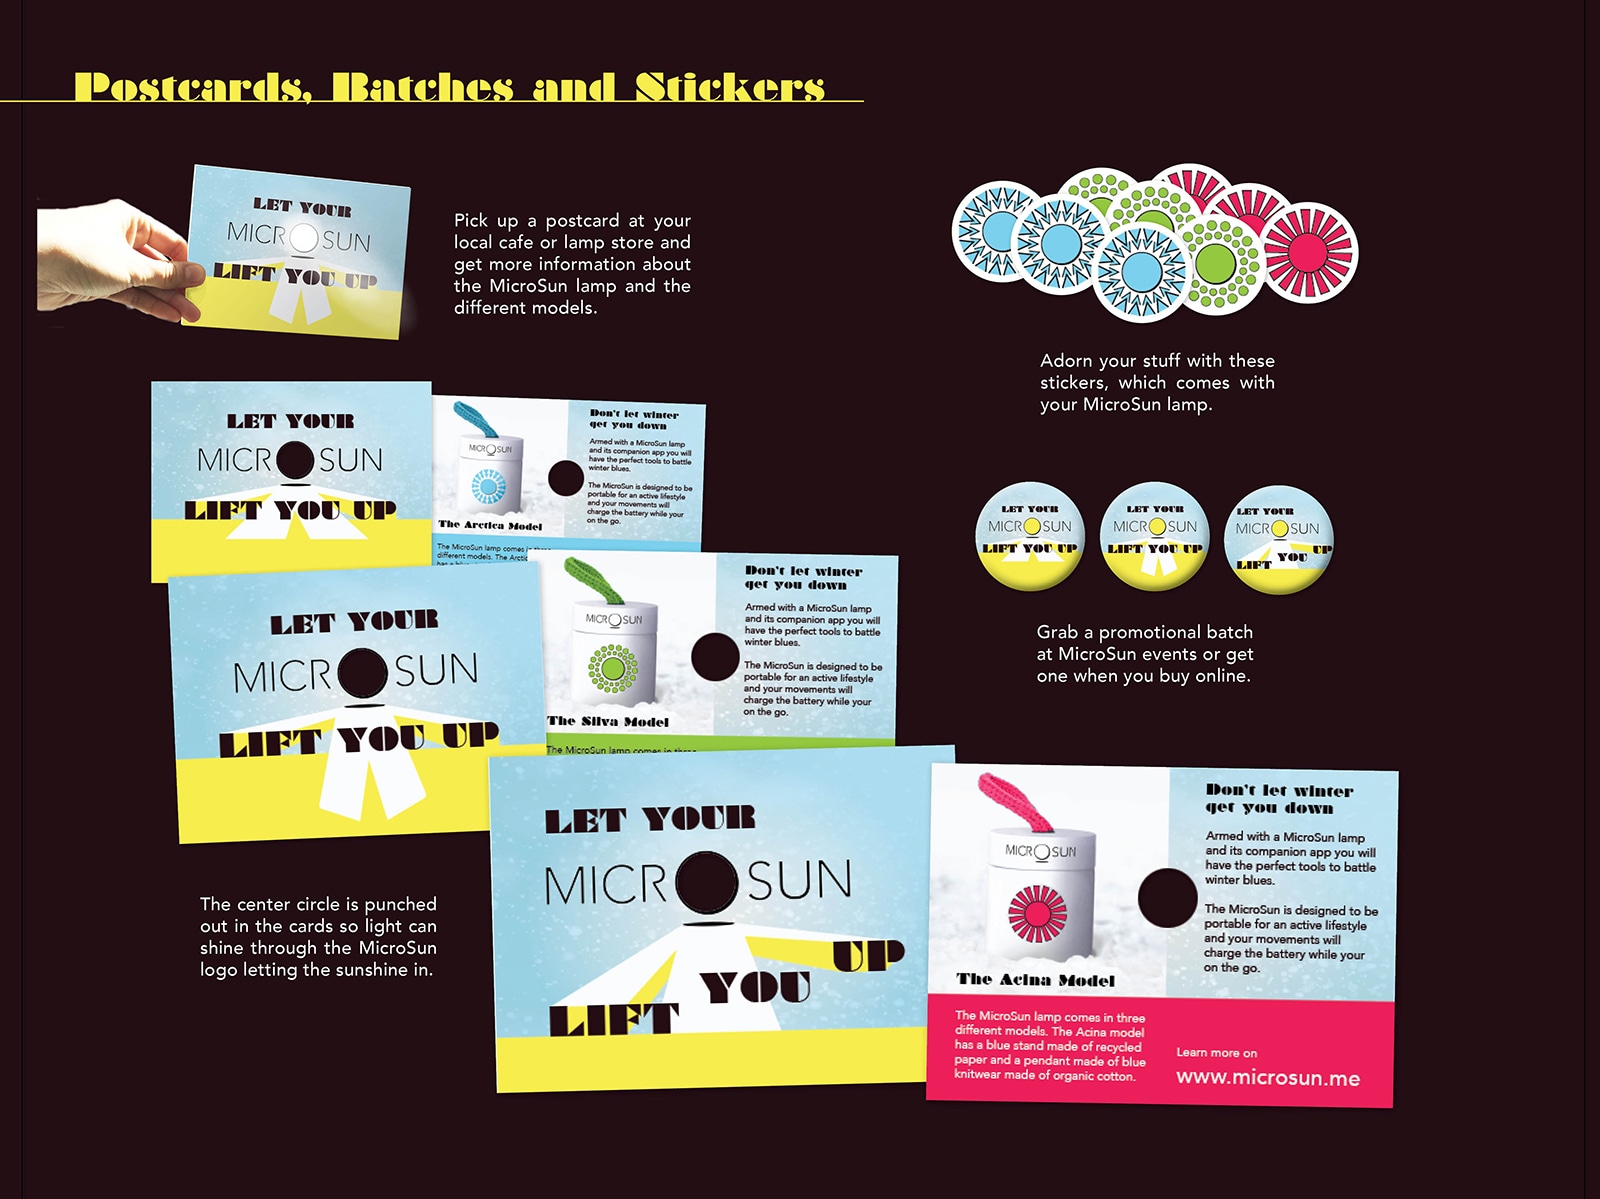 Postcards, Batches and Stickers
LET YOUR
MICROSUN
LIFT YOU UP
Pick up a postcard at your
local cafe or lamp store and
get more information about
the MicroSun lamp and the
different models.
Adorn your stuff with these
stickers, which comes with
your MicroSun lamp.
LET YOUR
MICROSUN
LIFT YOU UP
MICROSUN
The Arctica Model
Don't let winter
get you down
Armed with a MicroSun lamp
and its companion app you will
have the perfect tools to battle
winter blues.
The MicroSun is designed to be
portable for an active lifestyle
and your movements will
charge the battery while your
on the go.
The MicroSun lamp comes in three
different models. The Arctic
LET YOUR
MICROSUN
LIFT YOU UP
LET YOUR
MICROSUN
LIFT YOU UP
LET YOUR
MICROSUN
LIFT YOU UP
Grab a promotional batch
at MicroSun events or get
one when you buy online.
LET YOUR
MICROSUN
LIFT YOU UP
MICROSUN
The Silva Model
Don't let winter
get you down
Armed with a MicroSun lamp
and its companion app you will
have the perfect tools to battle
winter blues.
The MicroSun is designed to be
portable for an active lifestyle
and your movements will
charge the battery while your
on the go.
The MicroSun lamp comes in three
The center circle is punched
out in the cards so light can
shine through the MicroSun
logo letting the sunshine in.
LET YOUR
MICROSUN
LIFT YOU UP
MICROSUN
The Acina Model
Don't let winter
get you down
Armed with a MicroSun lamp
and its companion app you will
have the perfect tools to battle
winter blues.
The MicroSun is designed to be
portable for an active lifestyle
and your movements will
charge the battery while your
on the go.
The MicroSun lamp comes in three
different models. The Acina model
has a blue stand made of recycled
paper and a pendant made of blue
knitwear made of organic cotton.
Learn more on
www.microsun.me